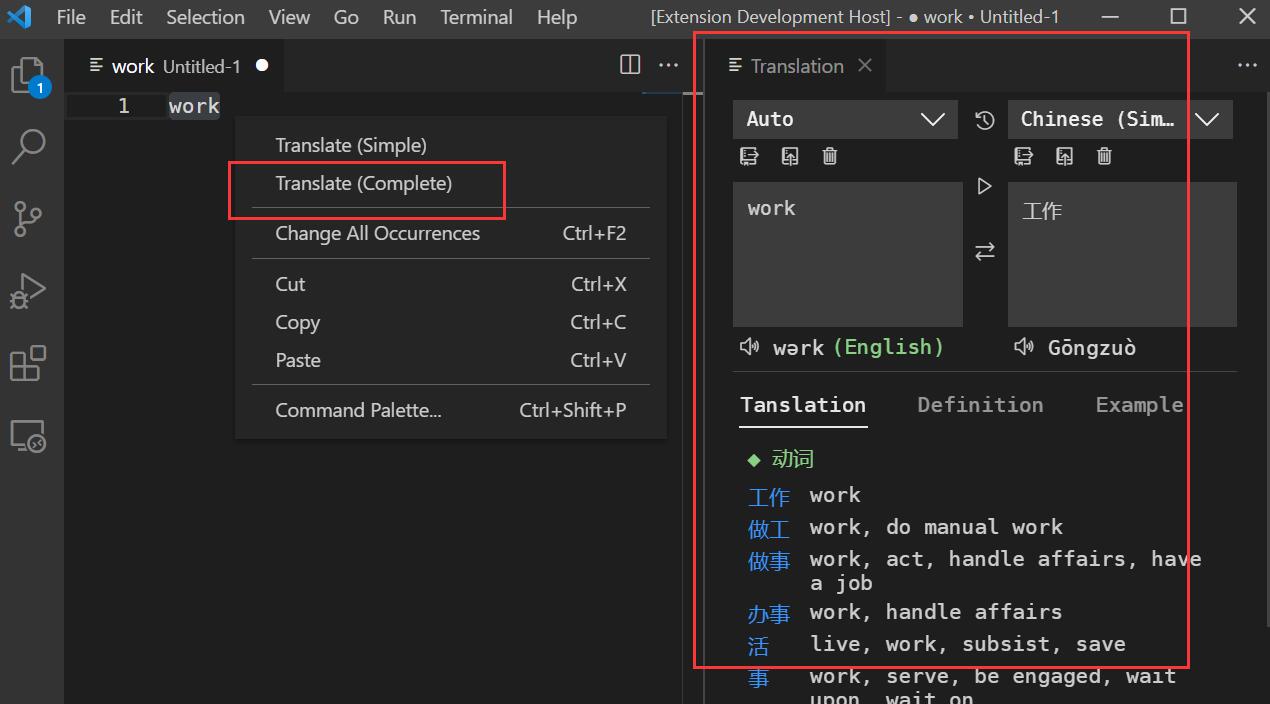 File Edit Selection View Go Run Terminal Help [Extension Development Host] - ● work • Untitled-1
1
work Untitled-1 ●
1 work
Translate (Simple)
Translate (Complete)
Change All Occurrences Ctrl+F2
Cut Ctrl+X
Copy Ctrl+C
Paste Ctrl+V
Command Palette... Ctrl+Shift+P
Translation
Auto
Chinese (Sim…
work
工作
wərk (English)
Gōngzuò
Tanslation Definition Example
◆ 动词
工作 work
做工 work, do manual work
做事 work, act, handle affairs, have
a job
办事 work, handle affairs
活 live, work, subsist, save
事 work, serve, be engaged, wait
upon, wait on